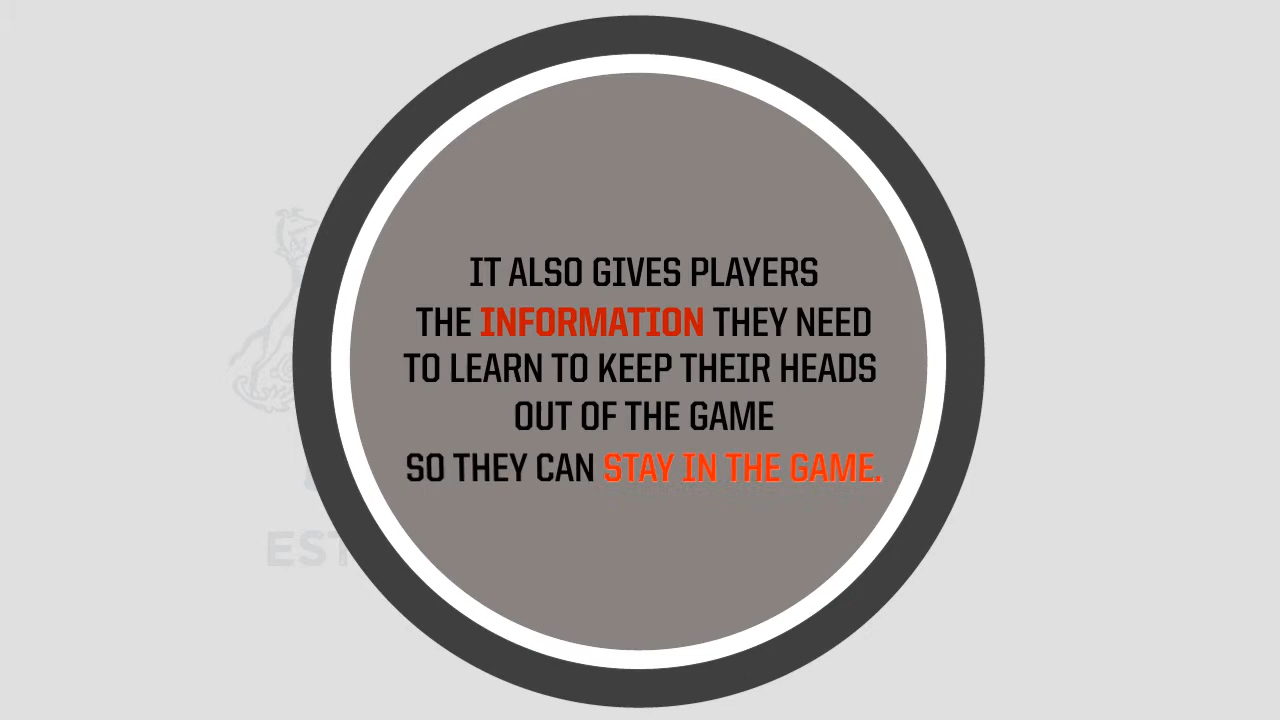 IT ALSO GIVES PLAYERS
THE INFORMATION THEY NEED
TO LEARN TO KEEP THEIR HEADS
OUT OF THE GAME
SO THEY CAN STAY IN THE GAME.
EST